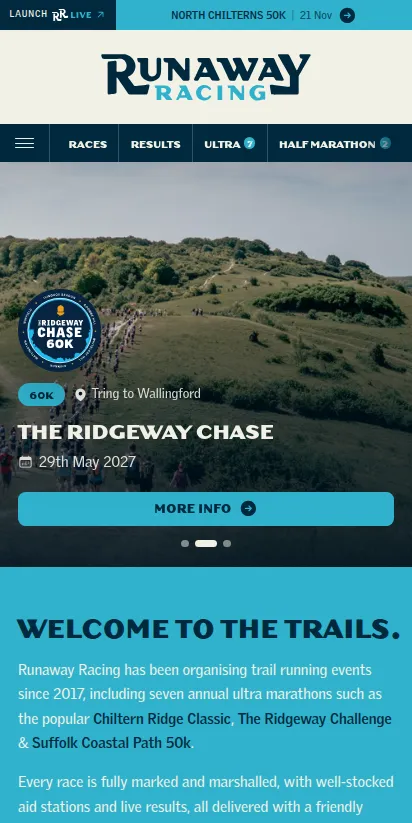 LAUNCH RR LIVE
NORTH CHILTERNS 50K | 21 Nov
RUNAWAY
RACING
RACES
RESULTS
ULTRA 7
HALF MARATHON 2
THE RIDGEWAY
CHASE
60K
60K
Tring to Wallingford
THE RIDGEWAY CHASE
29th May 2027
MORE INFO
WELCOME TO THE TRAILS.
Runaway Racing has been organising trail running events
since 2017, including seven annual ultra marathons such as
the popular Chiltern Ridge Classic, The Ridgeway Challenge
& Suffolk Coastal Path 50k.
Every race is fully marked and marshalled, with well-stocked
aid stations and live results, all delivered with a friendly